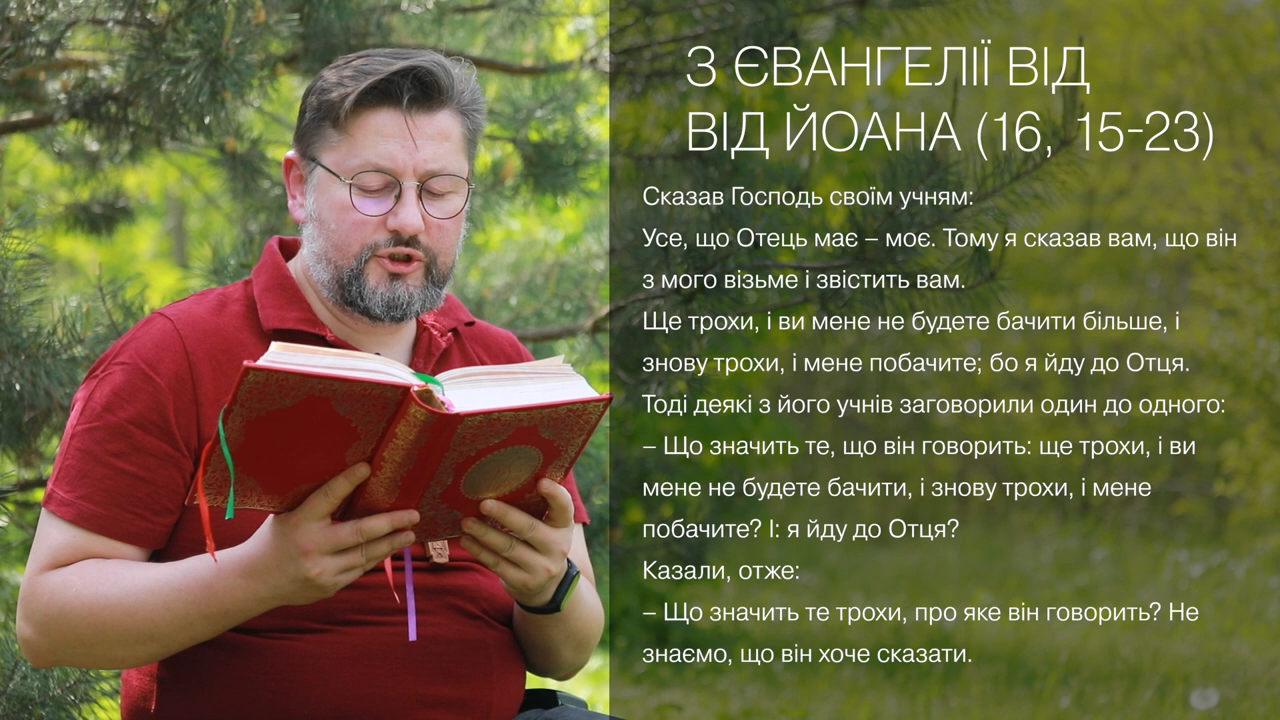 З ЄВАНГЕЛІЇ ВІД
ВІД ЙОАНА (16, 15-23)
Сказав Господь своїм учням:
Усе, що Отець має – моє. Тому я сказав вам, що він
з мого візьме і звістить вам.
Ще трохи, і ви мене не будете бачити більше, і
знову трохи, і мене побачите; бо я йду до Отця.
Тоді деякі з його учнів заговорили один до одного:
– Що значить те, що він говорить: ще трохи, і ви
мене не будете бачити, і знову трохи, і мене
побачите? І: я йду до Отця?
Казали, отже:
– Що значить те трохи, про яке він говорить? Не
знаємо, що він хоче сказати.